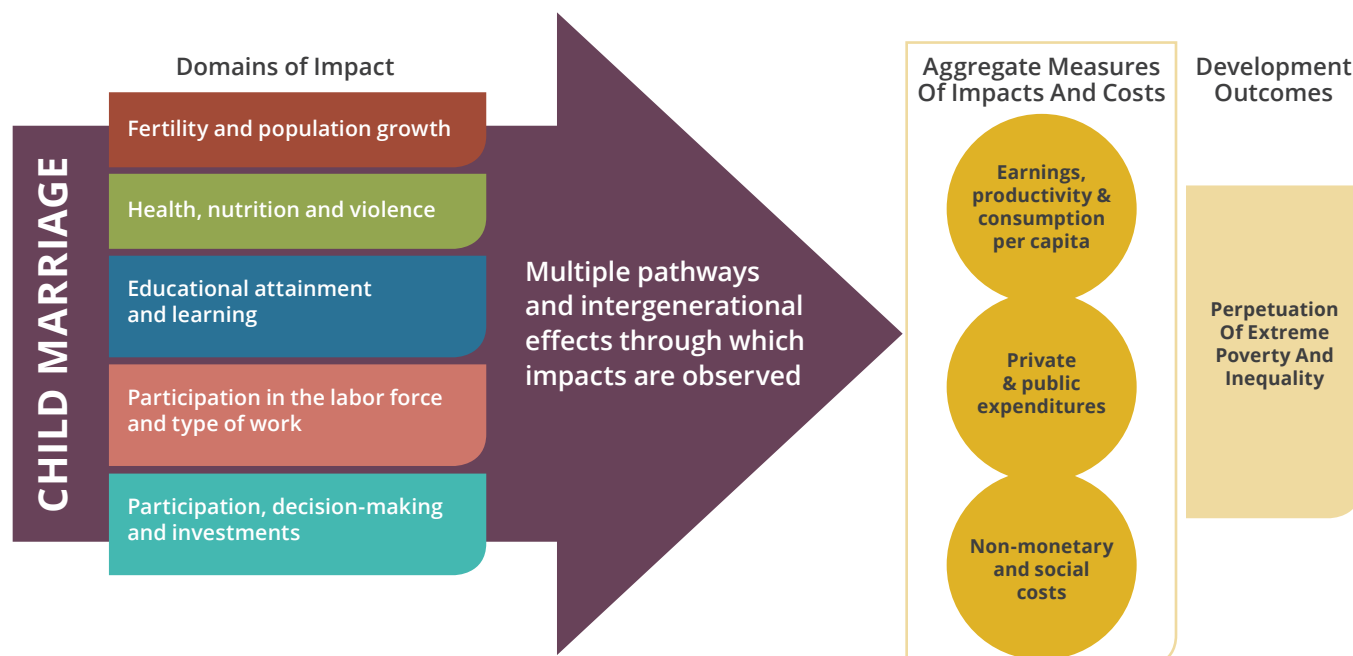 CHILD MARRIAGE
Domains of Impact
Fertility and population growth
Health, nutrition and violence
Educational attainment
and learning
Participation in the labor force
and type of work
Participation, decision-making
and investments
Multiple pathways
and intergenerational
effects through which
impacts are observed
Aggregate Measures
Of Impacts And Costs
Earnings,
productivity &
consumption
per capita
Private
& public
expenditures
Non-monetary
and social
costs
Development
Outcomes
Perpetuation
Of Extreme
Poverty And
Inequality